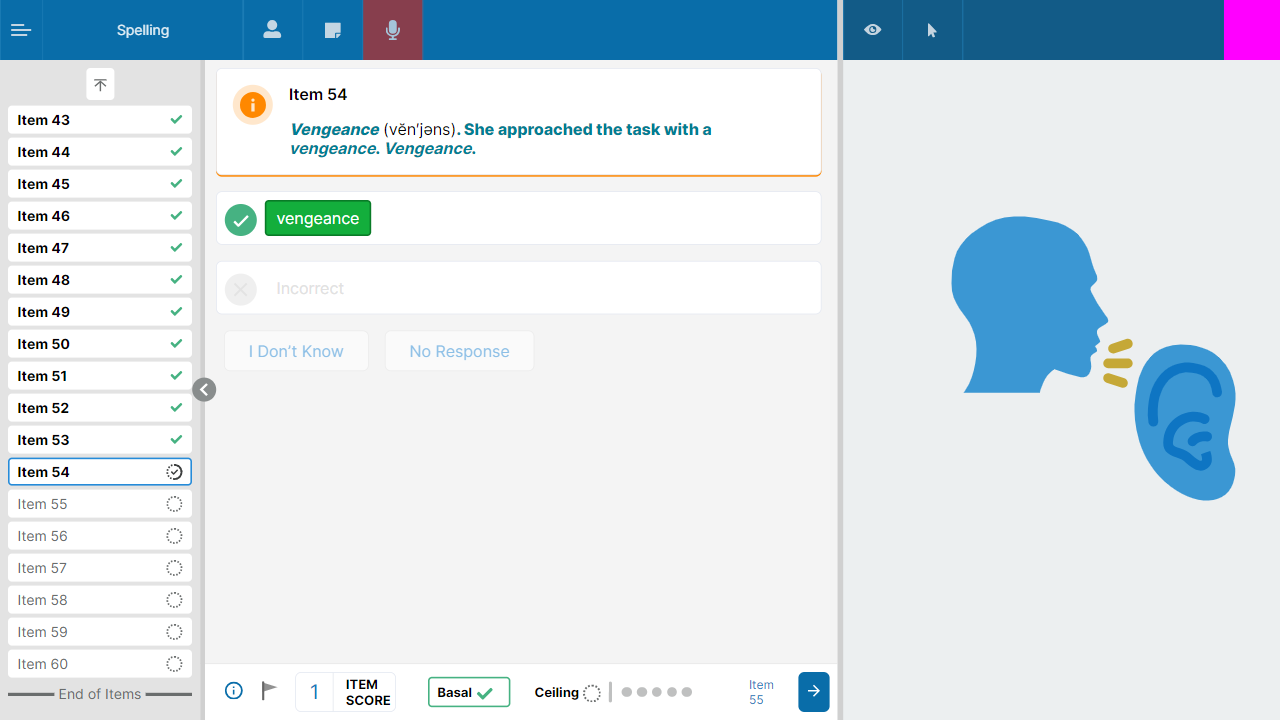 Spelling
Item 43
Item 44
Item 45
Item 46
Item 47
Item 48
Item 49
Item 50
Item 51
Item 52
Item 53
Item 54
Item 55
Item 56
Item 57
Item 58
Item 59
Item 60
End of Items
Item 54
Vengeance (vĕn′jəns). She approached the task with a
vengeance. Vengeance.
vengeance
Incorrect
I Don't Know
No Response
1
ITEM
SCORE
Basal
Ceiling
Item
55